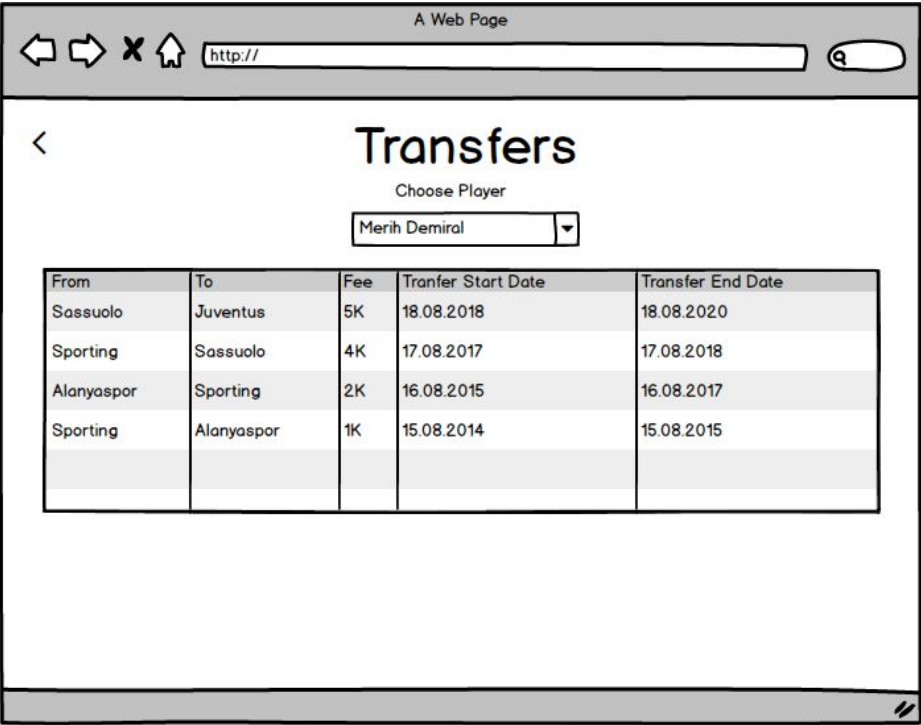 A Web Page
http://
Transfers
Choose Player
Merih Demiral
From To Fee Tranfer Start Date Transfer End Date
Sassuolo Juventus 5K 18.08.2018 18.08.2020
Sporting Sassuolo 4K 17.08.2017 17.08.2018
Alanyaspor Sporting 2K 16.08.2015 16.08.2017
Sporting Alanyaspor 1K 15.08.2014 15.08.2015